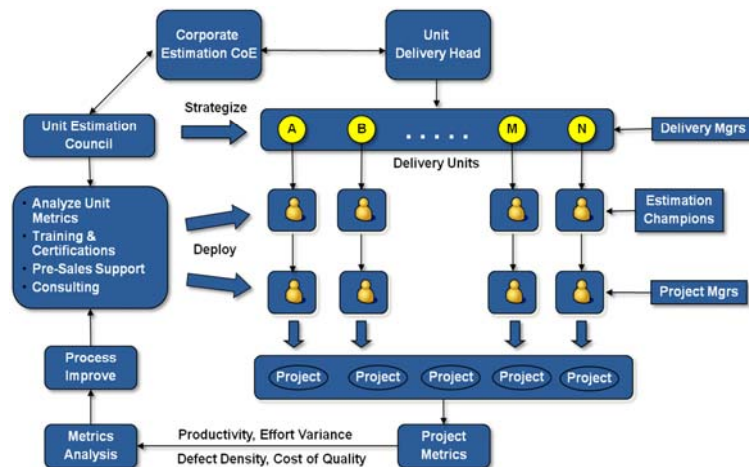 Corporate
Estimation CoE
Unit
Delivery Head
Strategize
Unit Estimation
Council
A
B
. . . . .
M
N
Delivery Mgrs
Delivery Units
• Analyze Unit
Metrics
• Training &
Certifications
• Pre-Sales Support
• Consulting
Deploy
Estimation
Champions
Project Mgrs
Process
Improve
Project
Project
Project
Project
Project
Metrics
Analysis
Productivity, Effort Variance
Defect Density, Cost of Quality
Project
Metrics